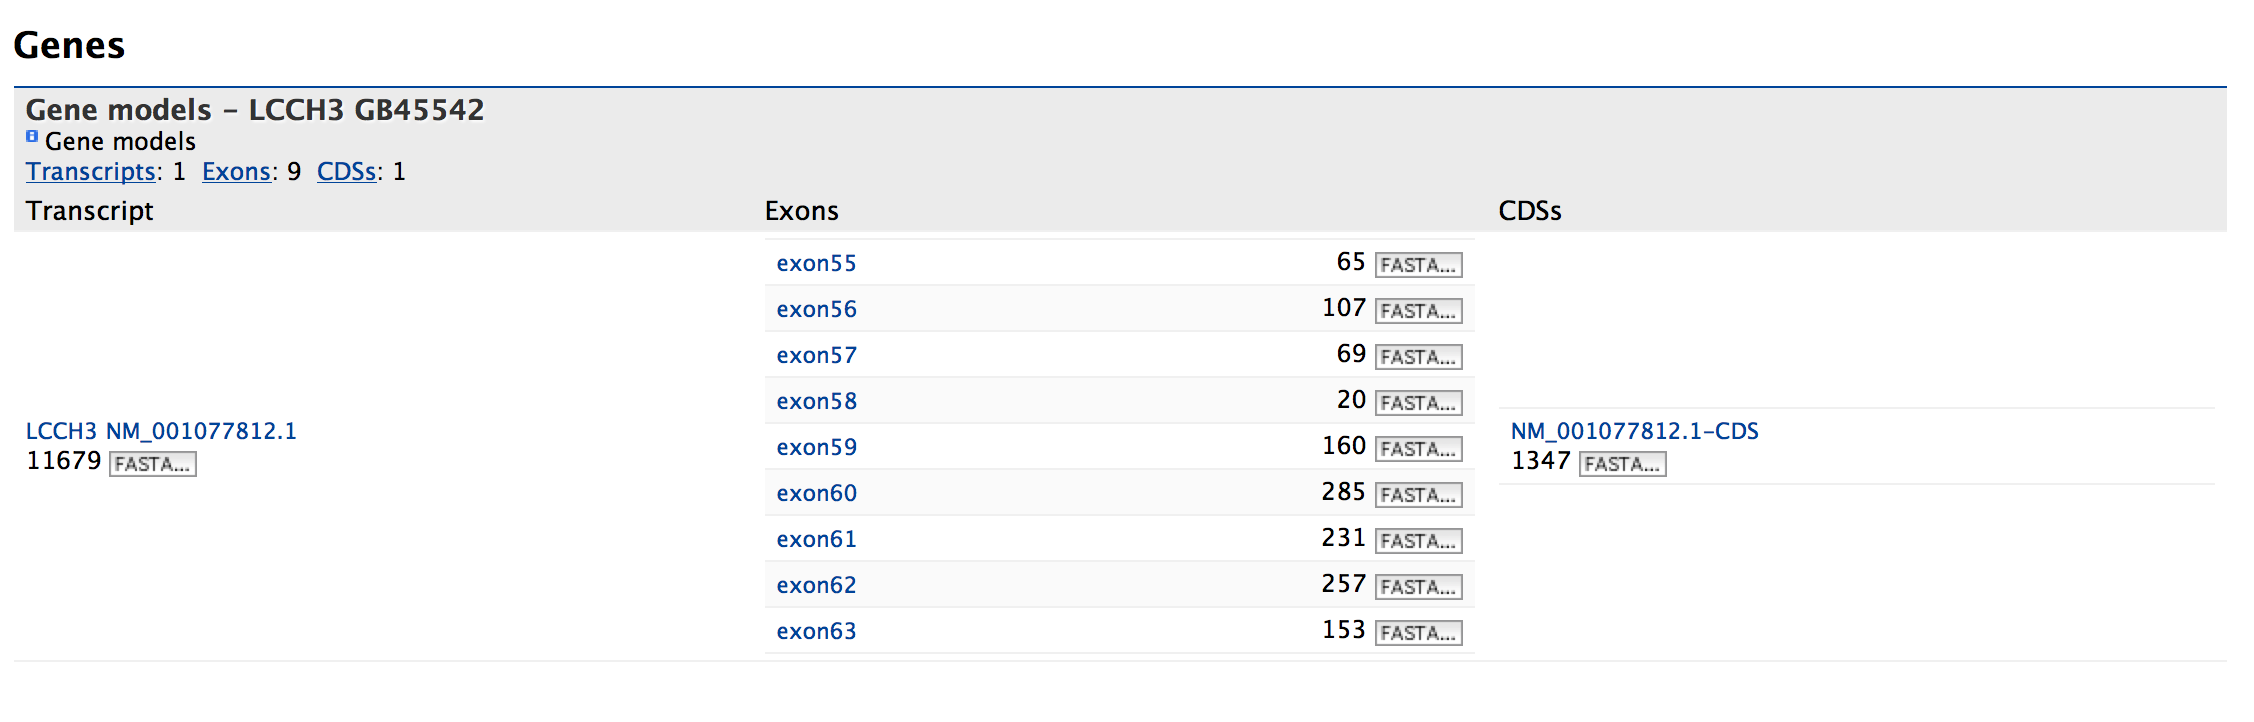 Genes
Gene models - LCCH3 GB45542
Gene models
Transcripts: 1 Exons: 9 CDSs: 1
Transcript Exons CDSs
exon55 65 FASTA...
exon56 107 FASTA...
exon57 69 FASTA...
exon58 20 FASTA...
LCCH3 NM_001077812.1
11679 FASTA...
exon59 160 FASTA...
exon60 285 FASTA...
exon61 231 FASTA...
exon62 257 FASTA...
exon63 153 FASTA...
NM_001077812.1-CDS
1347 FASTA...